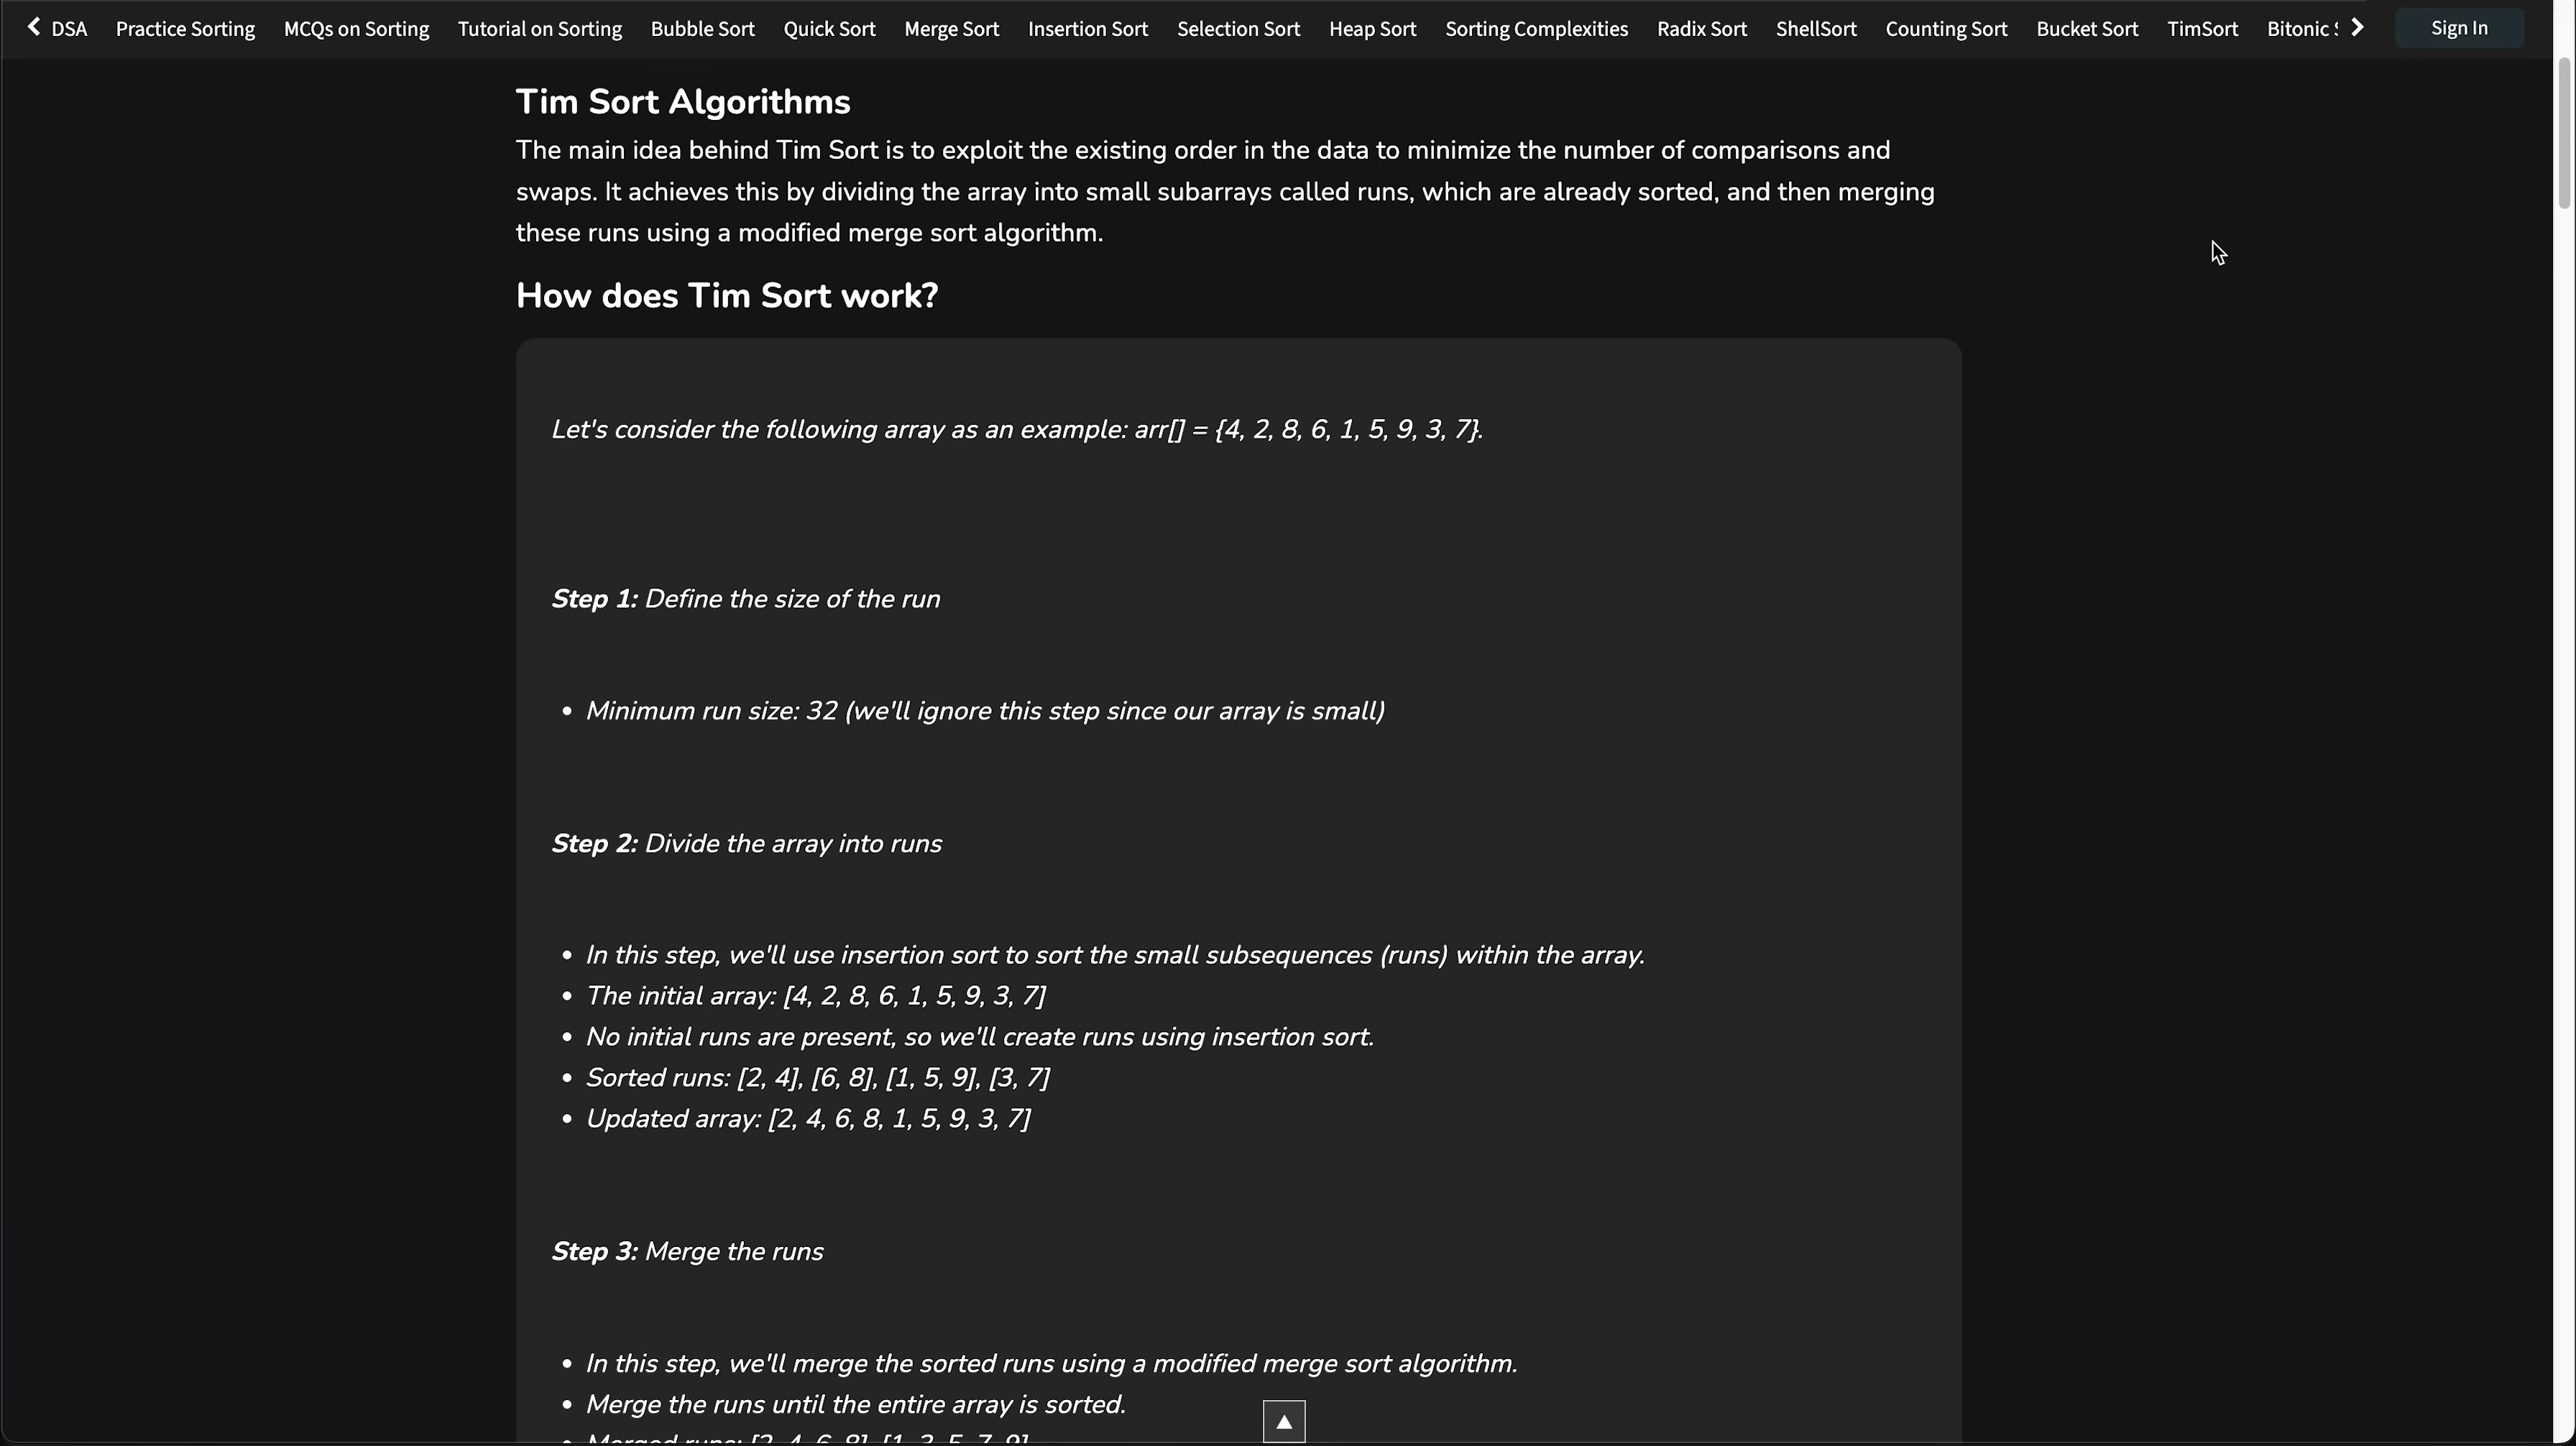 DSA Practice Sorting MCQs on Sorting Tutorial on Sorting Bubble Sort Quick Sort Merge Sort Insertion Sort Selection Sort Heap Sort Sorting Complexities Radix Sort ShellSort Counting Sort Bucket Sort TimSort Bitonic Sign In
Tim Sort Algorithms
The main idea behind Tim Sort is to exploit the existing order in the data to minimize the number of comparisons and
swaps. It achieves this by dividing the array into small subarrays called runs, which are already sorted, and then merging
these runs using a modified merge sort algorithm.
How does Tim Sort work?
Let's consider the following array as an example: arr[] = {4, 2, 8, 6, 1, 5, 9, 3, 7}.
Step 1: Define the size of the run
• Minimum run size: 32 (we'll ignore this step since our array is small)
Step 2: Divide the array into runs
• In this step, we'll use insertion sort to sort the small subsequences (runs) within the array.
• The initial array: [4, 2, 8, 6, 1, 5, 9, 3, 7]
• No initial runs are present, so we'll create runs using insertion sort.
• Sorted runs: [2, 4], [6, 8], [1, 5, 9], [3, 7]
• Updated array: [2, 4, 6, 8, 1, 5, 9, 3, 7]
Step 3: Merge the runs
• In this step, we'll merge the sorted runs using a modified merge sort algorithm.
• Merge the runs until the entire array is sorted.
• Merged runs: [2, 4, 6, 8], [1, 3, 5, 7, 9]